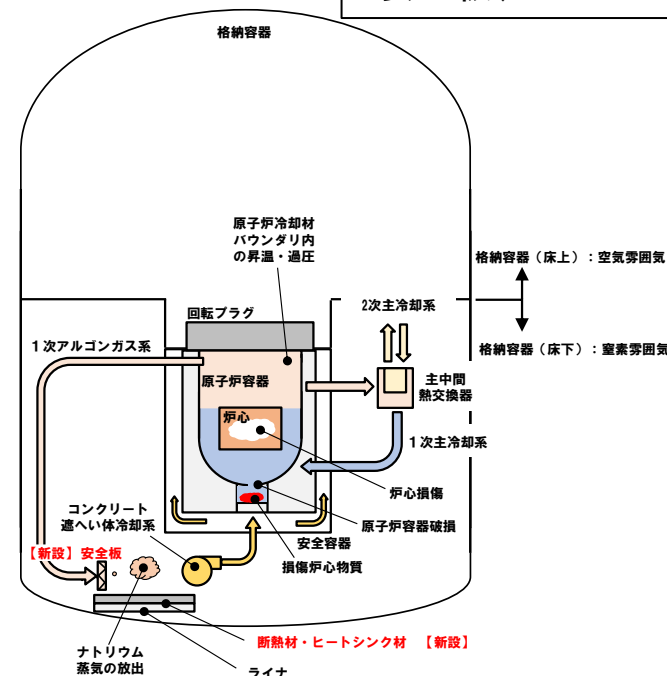 格納容器
原子炉冷却材
バウンダリ内
の昇温・過圧
格納容器(床上):空気雰囲気
2次主冷却系
回転プラグ
1次アルゴンガス系
格納容器(床下):窒素雰囲気
原子炉容器
主中間
熱交換器
炉心
1次主冷却系
炉心損傷
コンクリート
遮へい体冷却系
原子炉容器破損
安全容器
【新設】安全板
損傷炉心物質
断熱材・ヒートシンク材 【新設】
ナトリウム
蒸気の放出
ライナ